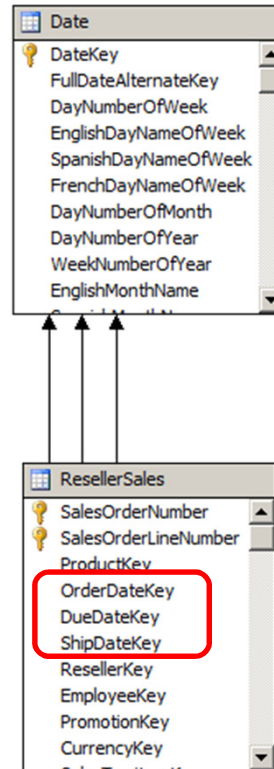 Date
DateKey
FullDateAlternateKey
DayNumberOfWeek
EnglishDayNameOfWeek
SpanishDayNameOfWeek
FrenchDayNameOfWeek
DayNumberOfMonth
DayNumberOfYear
WeekNumberOfYear
EnglishMonthName
ResellerSales
SalesOrderNumber
SalesOrderLineNumber
ProductKey
OrderDateKey
DueDateKey
ShipDateKey
ResellerKey
EmployeeKey
PromotionKey
CurrencyKey